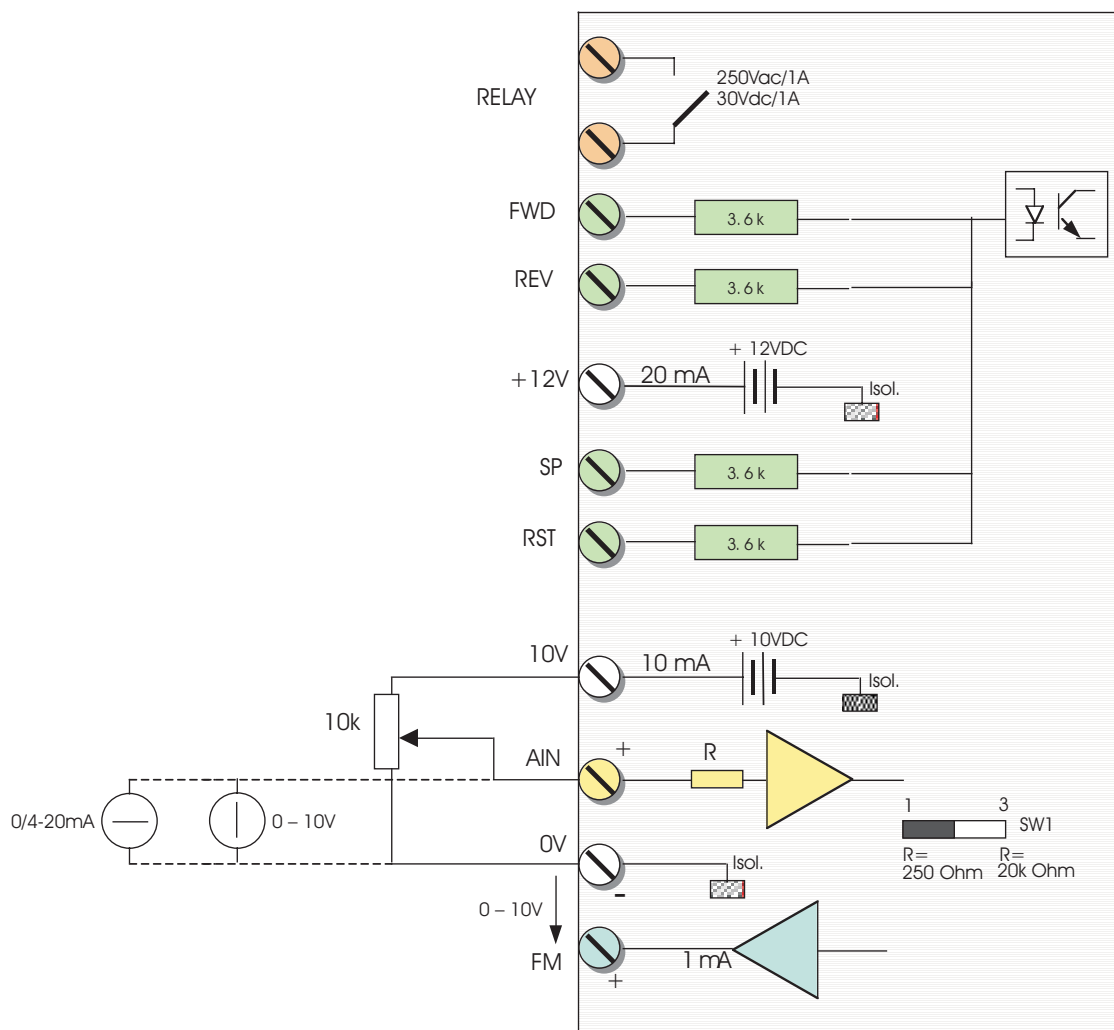 RELAY
250Vac/1A
30Vdc/1A
FWD
3. 6 k
REV
3. 6 k
+12V
20 mA
+ 12VDC
Isol.
SP
3. 6 k
RST
3. 6 k
10V
10 mA
+ 10VDC
Isol.
10k
AIN
+
R
0/4-20mA
0 – 10V
1 3
SW1
R= R=
250 Ohm 20k Ohm
0V
Isol.
-
0 – 10V
FM
1 mA
+